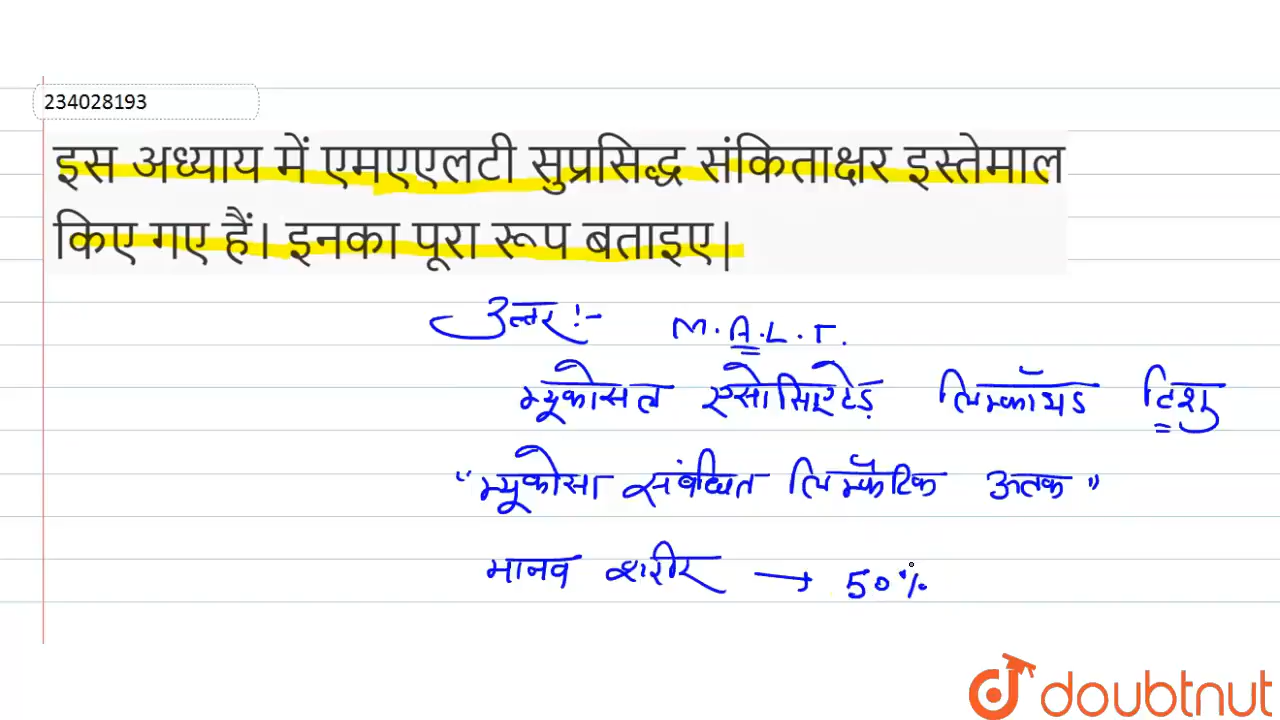 234028193
इस अध्याय में एमएएलटी सुप्रसिद्ध संकिताक्षर इस्तेमाल
किए गए हैं। इनका पूरा रूप बताइए|
उत्तर :-   M.A.L.T.
म्यूकोसल एसोसिएटेड़ लिम्फॉयड टिशु
"म्यूकोसा संबंधित लिम्फैटिक ऊतक"
मानव शरीर → 50%
doubtnut